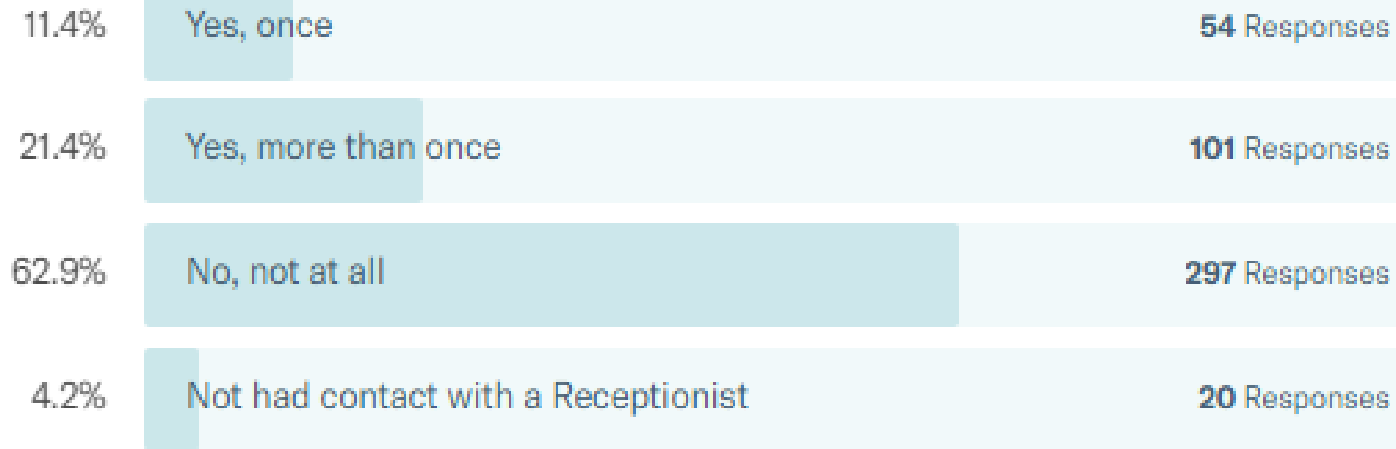 11.4% Yes, once 54 Responses
21.4% Yes, more than once 101 Responses
62.9% No, not at all 297 Responses
4.2% Not had contact with a Receptionist 20 Responses